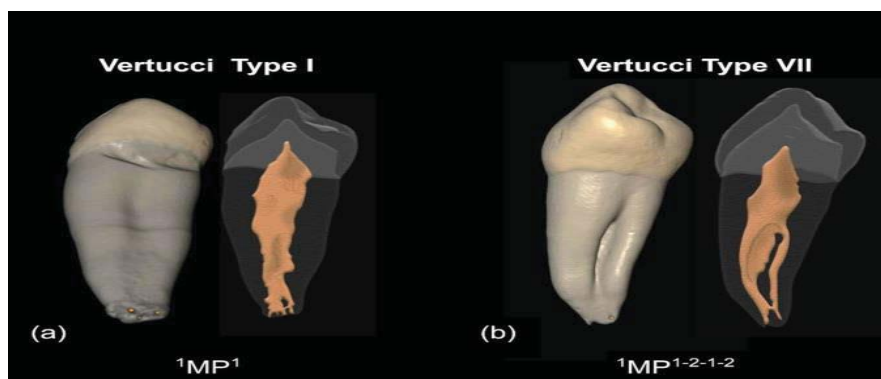 Vertucci Type I
Vertucci Type VII
(a)
(b)
¹MP¹
¹MP¹⁻²⁻¹⁻²